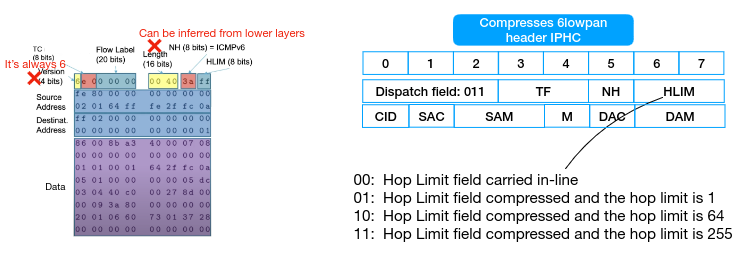 Can be inferred from lower layers
TC
(8 bits)
Flow Label
(20 bits)
NH (8 bits) = ICMPv6
Length
(16 bits)
HLIM (8 bits)
It's always 6
Version
(4 bits)
6e 00 00 00 00 40 3a ff
Source
Address
fe 80 00 00 00 00 00 00
02 01 64 ff fe 2f fc 0a
Destinat.
Address
ff 02 00 00 00 00 00 00
00 00 00 00 00 00 00 01
Data
86 00 8b a3 40 00 07 08
00 00 00 00 00 00 00 00
01 01 00 01 64 2f fc 0a
05 01 00 00 00 00 05 dc
03 04 40 c0 00 27 8d 00
00 09 3a 80 00 00 00 00
20 01 06 60 73 01 37 28
00 00 00 00 00 00 00 00
Compresses 6lowpan
header IPHC
0 1 2 3 4 5 6 7
Dispatch field: 011 TF NH HLIM
CID SAC SAM M DAC DAM
00: Hop Limit field carried in-line
01: Hop Limit field compressed and the hop limit is 1
10: Hop Limit field compressed and the hop limit is 64
11: Hop Limit field compressed and the hop limit is 255